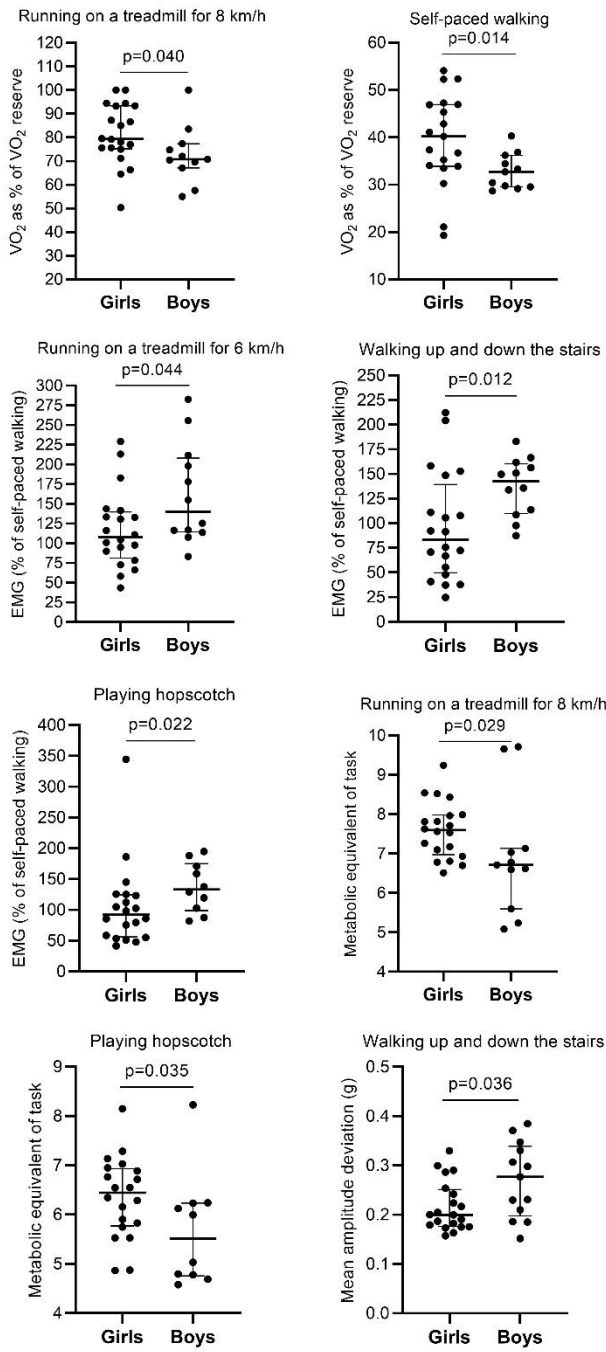 Running on a treadmill for 8 km/h
p=0.040
VO₂ as % of VO₂ reserve
120
110
100
90
80
70
60
50
40
30
20
Girls Boys
Self-paced walking
p=0.014
VO₂ as % of VO₂ reserve
60
50
40
30
20
10
Girls Boys
Running on a treadmill for 6 km/h
p=0.044
EMG (% of self-paced walking)
300
275
250
225
200
175
150
125
100
75
50
25
0
Girls Boys
Walking up and down the stairs
p=0.012
EMG (% of self-paced walking)
250
225
200
175
150
125
100
75
50
25
0
Girls Boys
Playing hopscotch
p=0.022
EMG (% of self-paced walking)
400
350
300
250
200
150
100
50
0
Girls Boys
Running on a treadmill for 8 km/h
p=0.029
Metabolic equivalent of task
10
9
8
7
6
5
4
Girls Boys
Playing hopscotch
p=0.035
Metabolic equivalent of task
9
8
7
6
5
4
Girls Boys
Walking up and down the stairs
p=0.036
Mean amplitude deviation (g)
0.5
0.4
0.3
0.2
0.1
0.0
Girls Boys